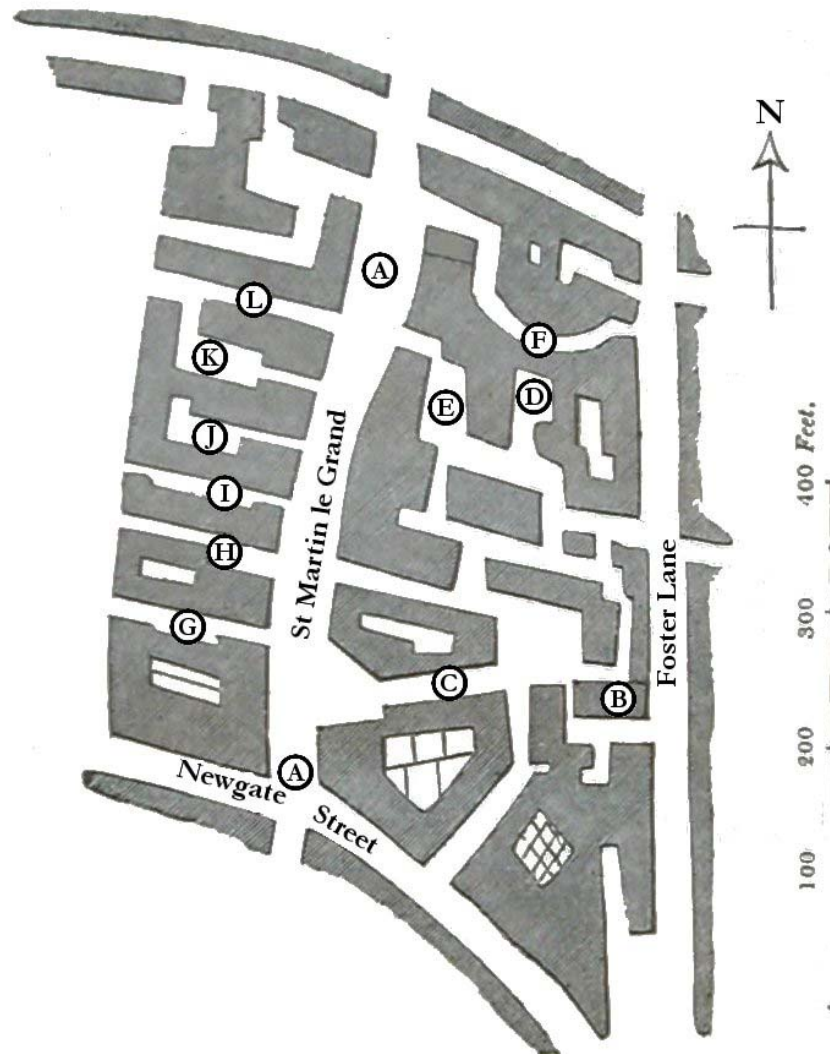 N
A
L
F
K
D
E
J
St Martin le Grand
400 Feet.
I
H
Foster Lane
G
300
C
B
200
A
Newgate
Street
100